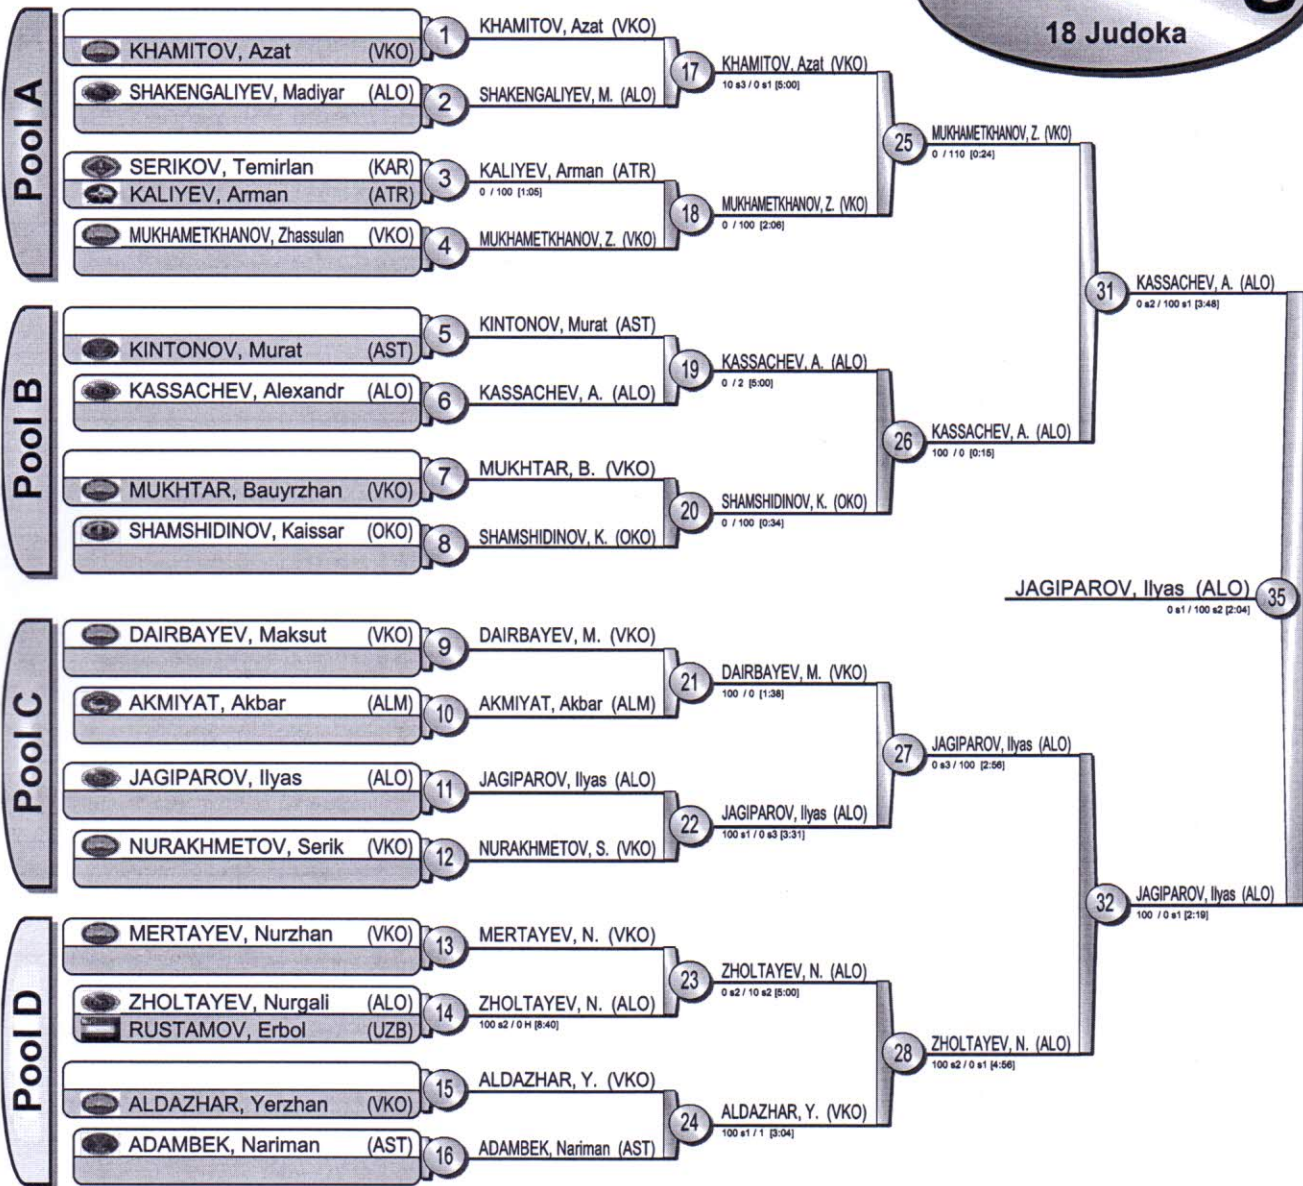 18 Judoka
Pool A
KHAMITOV, Azat (VKO)
1
SHAKENGALIYEV, Madiyar (ALO)
2
SERIKOV, Temirlan (KAR)
KALIYEV, Arman (ATR)
3
MUKHAMETKHANOV, Zhassulan (VKO)
4
KHAMITOV, Azat (VKO)
SHAKENGALIYEV, M. (ALO)
17
KALIYEV, Arman (ATR)
0 / 100 [1:05]
MUKHAMETKHANOV, Z. (VKO)
18
KHAMITOV, Azat (VKO)
10 s3 / 0 s1 [5:00]
MUKHAMETKHANOV, Z. (VKO)
0 / 100 [2:06]
25
MUKHAMETKHANOV, Z. (VKO)
0 / 110 [0:24]
Pool B
KINTONOV, Murat (AST)
5
KASSACHEV, Alexandr (ALO)
6
MUKHTAR, Bauyrzhan (VKO)
7
SHAMSHIDINOV, Kaissar (OKO)
8
KINTONOV, Murat (AST)
KASSACHEV, A. (ALO)
19
MUKHTAR, B. (VKO)
SHAMSHIDINOV, K. (OKO)
20
KASSACHEV, A. (ALO)
0 / 2 [5:00]
SHAMSHIDINOV, K. (OKO)
0 / 100 [0:34]
26
KASSACHEV, A. (ALO)
100 / 0 [0:15]
31
KASSACHEV, A. (ALO)
0 s2 / 100 s1 [3:48]
JAGIPAROV, Ilyas (ALO)
0 s1 / 100 s2 [2:04]
35
Pool C
DAIRBAYEV, Maksut (VKO)
9
AKMIYAT, Akbar (ALM)
10
JAGIPAROV, Ilyas (ALO)
11
NURAKHMETOV, Serik (VKO)
12
DAIRBAYEV, M. (VKO)
AKMIYAT, Akbar (ALM)
21
JAGIPAROV, Ilyas (ALO)
NURAKHMETOV, S. (VKO)
22
DAIRBAYEV, M. (VKO)
100 / 0 [1:38]
JAGIPAROV, Ilyas (ALO)
100 s1 / 0 s3 [3:31]
27
JAGIPAROV, Ilyas (ALO)
0 s3 / 100 [2:56]
Pool D
MERTAYEV, Nurzhan (VKO)
13
ZHOLTAYEV, Nurgali (ALO)
RUSTAMOV, Erbol (UZB)
14
ALDAZHAR, Yerzhan (VKO)
15
ADAMBEK, Nariman (AST)
16
MERTAYEV, N. (VKO)
ZHOLTAYEV, N. (ALO)
100 s2 / 0 H [8:40]
23
ALDAZHAR, Y. (VKO)
ADAMBEK, Nariman (AST)
24
ZHOLTAYEV, N. (ALO)
0 s2 / 10 s2 [5:00]
ALDAZHAR, Y. (VKO)
100 s1 / 1 [3:04]
28
ZHOLTAYEV, N. (ALO)
100 s2 / 0 s1 [4:56]
32
JAGIPAROV, Ilyas (ALO)
100 / 0 s1 [2:19]